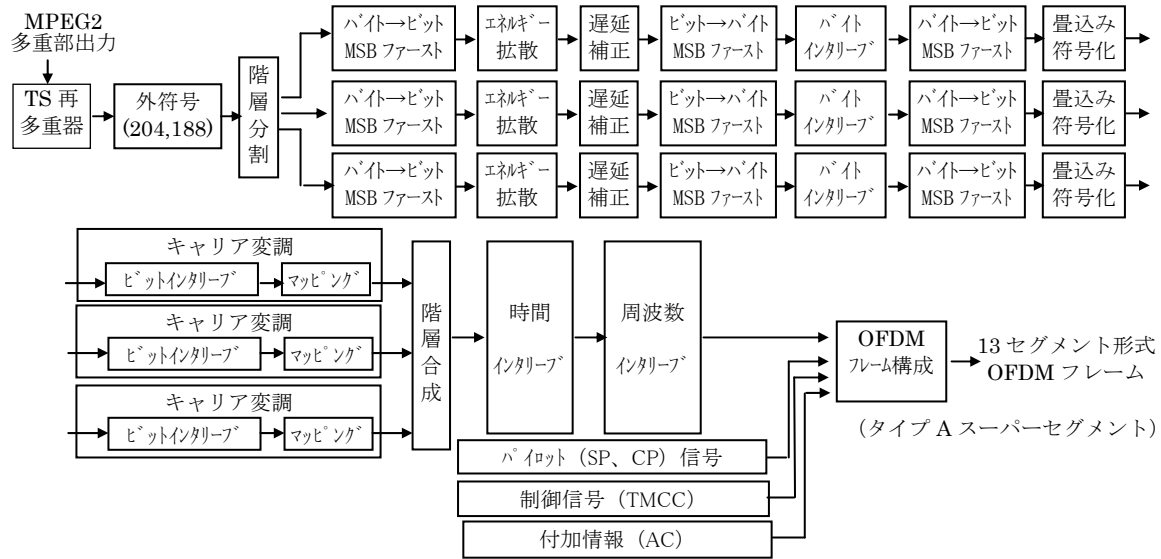 MPEG2
多重部出力
TS 再
多重器
外符号
(204,188)
階
層
分
割
バイト→ビット
MSB ファースト
エネルギー
拡散
遅延
補正
ビット→バイト
MSB ファースト
バイト
インタリーブ
バイト→ビット
MSB ファースト
畳込み
符号化
バイト→ビット
MSB ファースト
エネルギー
拡散
遅延
補正
ビット→バイト
MSB ファースト
バイト
インタリーブ
バイト→ビット
MSB ファースト
畳込み
符号化
バイト→ビット
MSB ファースト
エネルギー
拡散
遅延
補正
ビット→バイト
MSB ファースト
バイト
インタリーブ
バイト→ビット
MSB ファースト
畳込み
符号化
キャリア変調
ビットインタリーブ
マッピング
キャリア変調
ビットインタリーブ
マッピング
キャリア変調
ビットインタリーブ
マッピング
階
層
合
成
時間
インタリーブ
周波数
インタリーブ
OFDM
フレーム構成
13 セグメント形式
OFDM フレーム
(タイプ A スーパーセグメント)
パイロット（SP、CP）信号
制御信号（TMCC）
付加情報（AC）